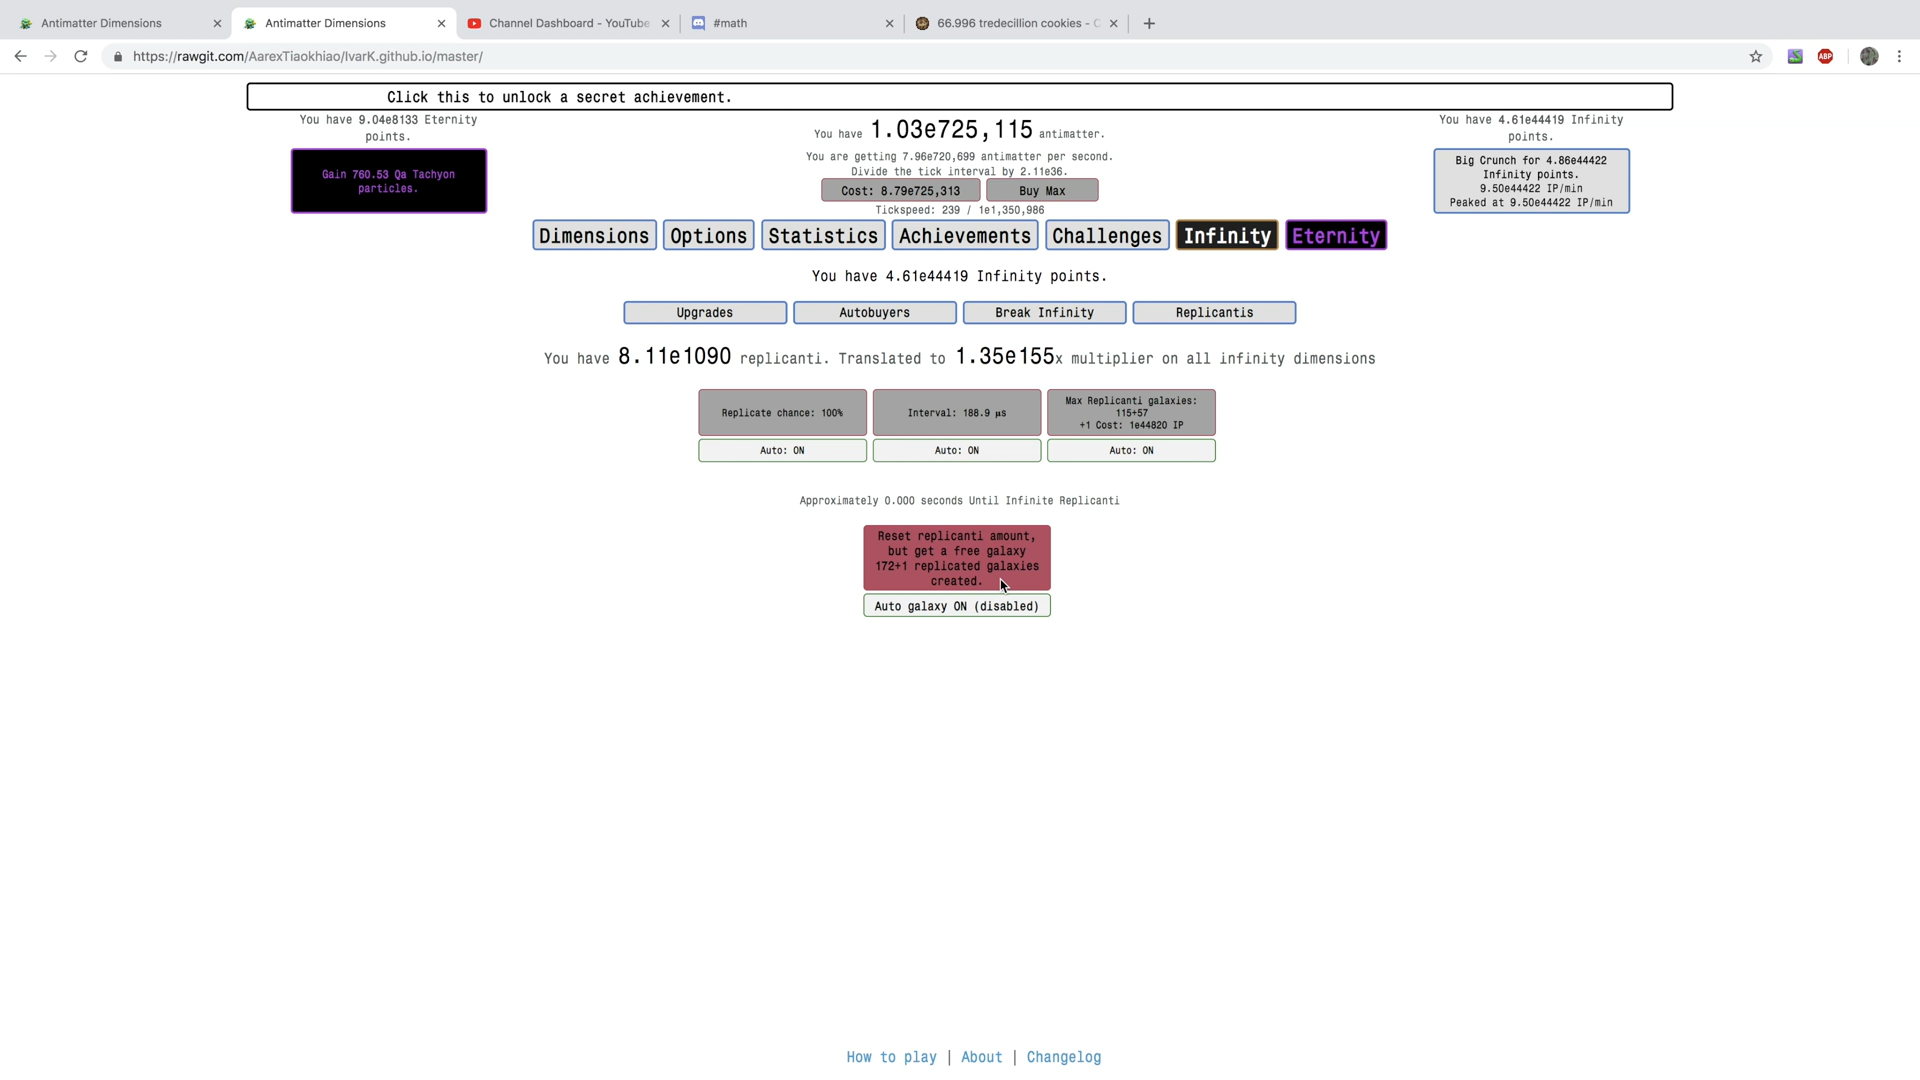 Antimatter Dimensions
Antimatter Dimensions
Channel Dashboard - YouTube
#math
66.996 tredecillion cookies - C
https://rawgit.com/AarexTiaokhiao/IvarK.github.io/master/
ABP
Click this to unlock a secret achievement.
You have 9.04e8133 Eternity
points.
Gain 760.53 Qa Tachyon
particles.
You have 1.03e725,115 antimatter.
You are getting 7.96e720,699 antimatter per second.
Divide the tick interval by 2.11e36.
Cost: 8.79e725,313
Buy Max
Tickspeed: 239 / 1e1,350,986
You have 4.61e44419 Infinity
points.
Big Crunch for 4.86e44422
Infinity points.
9.50e44422 IP/min
Peaked at 9.50e44422 IP/min
Dimensions
Options
Statistics
Achievements
Challenges
Infinity
Eternity
You have 4.61e44419 Infinity points.
Upgrades
Autobuyers
Break Infinity
Replicantis
You have 8.11e1090 replicanti. Translated to 1.35e155x multiplier on all infinity dimensions
Replicate chance: 100%
Interval: 188.9 µs
Max Replicanti galaxies:
115+57
+1 Cost: 1e44820 IP
Auto: ON
Auto: ON
Auto: ON
Approximately 0.000 seconds Until Infinite Replicanti
Reset replicanti amount,
but get a free galaxy
172+1 replicated galaxies
created.
Auto galaxy ON (disabled)
How to play | About | Changelog